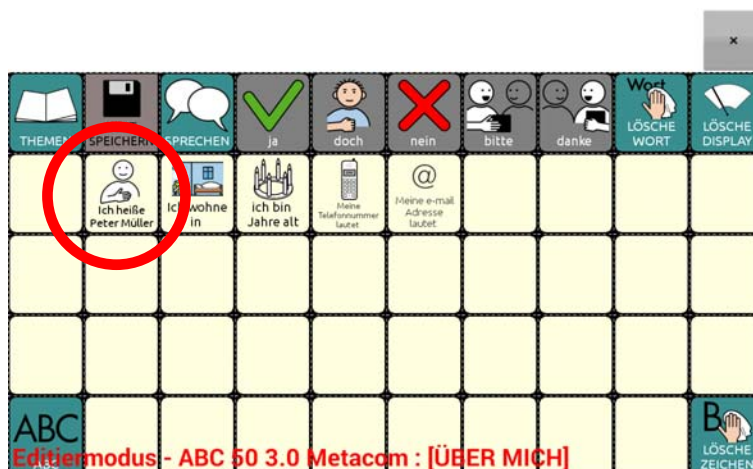 ×
Wort
THEMEN SPEICHERN SPRECHEN ja doch nein bitte danke LÖSCHE WORT LÖSCHE DISPLAY
Ich heiße
Peter Müller
Ich wohne
in
ich bin
Jahre alt
Meine
Telefonnummer
lautet
@
Meine e-mail
Adresse
lautet
ABC
B
LÖSCHE
ZEICHEN
Editiermodus - ABC 50 3.0 Metacom : [ÜBER MICH]